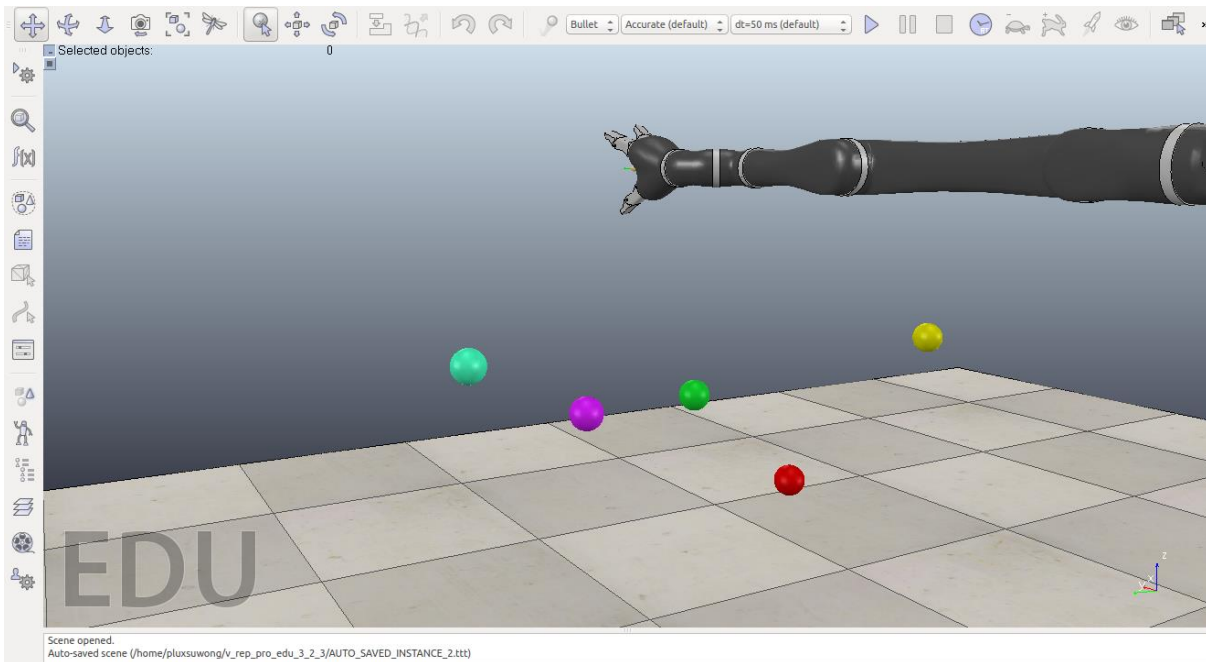 Bullet Accurate (default) dt=50 ms (default) »
Selected objects: 0
f(x)
EDU
z
x
Scene opened.
Auto-saved scene (/home/pluxsuwong/v_rep_pro_edu_3_2_3/AUTO_SAVED_INSTANCE_2.ttt)